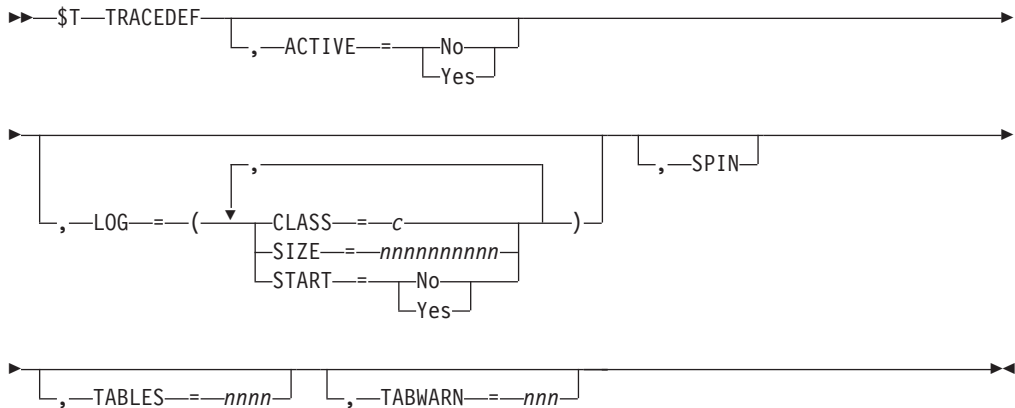 $T TRACEDEF
, ACTIVE = No
Yes
,
, LOG = ( CLASS = c ) , SPIN
SIZE = nnnnnnnnnn
START = No
Yes
, TABLES = nnnn , TABWARN = nnn